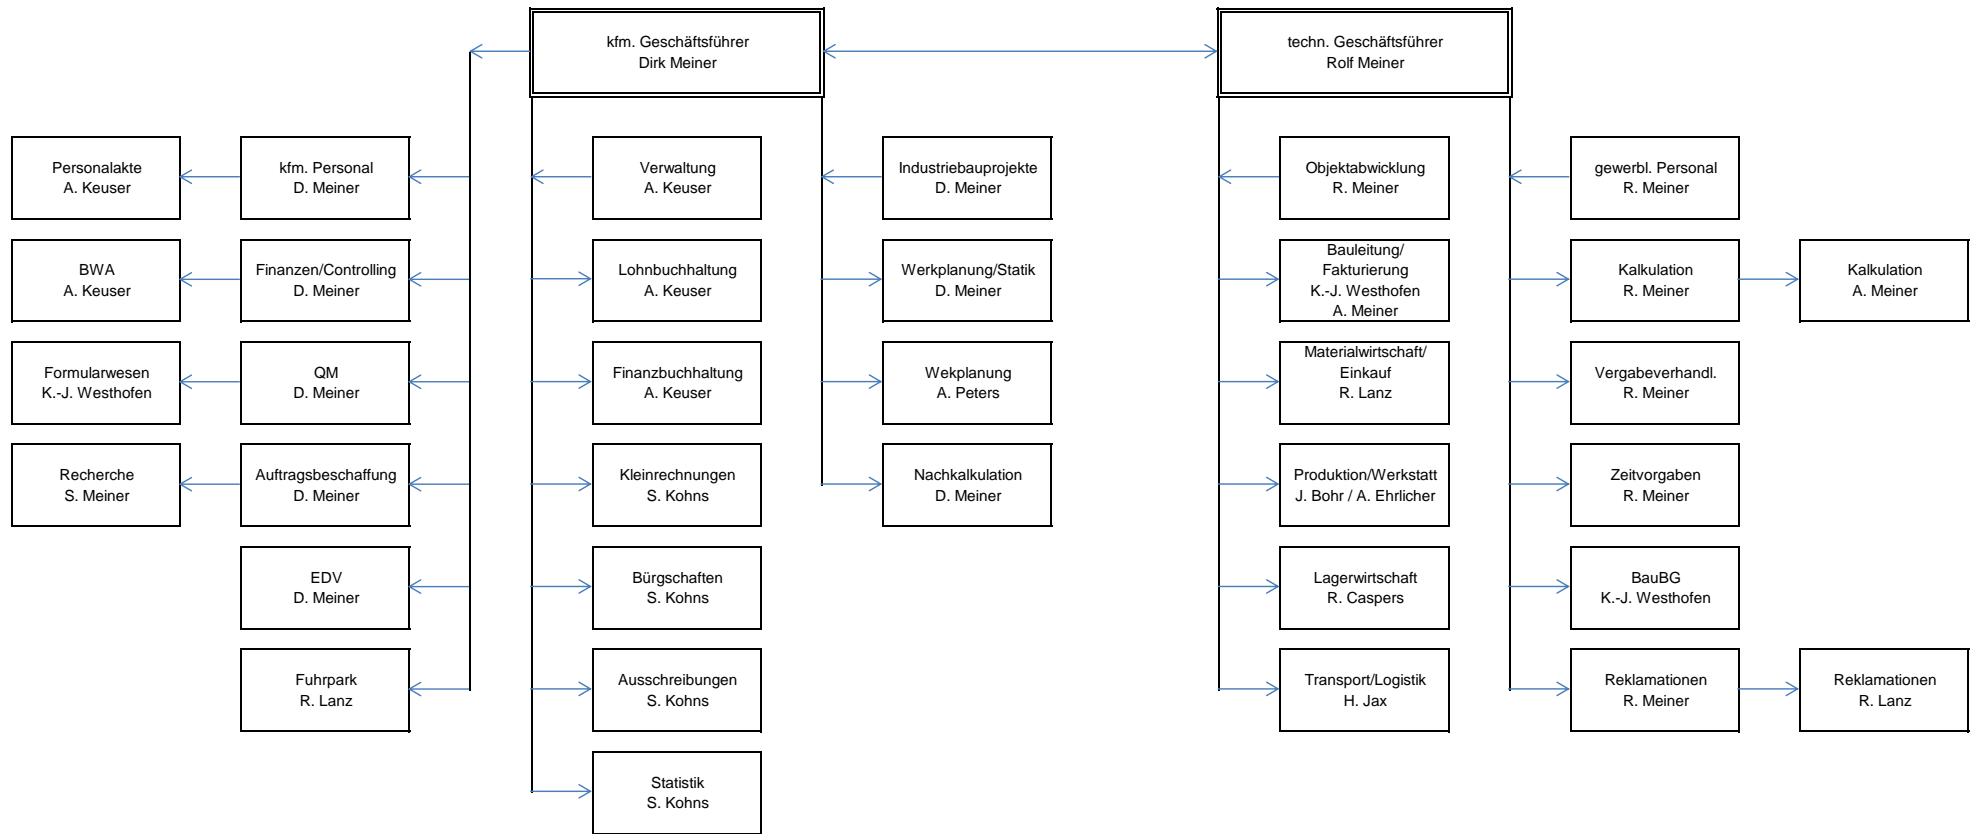 kfm. Geschäftsführer
Dirk Meiner
techn. Geschäftsführer
Rolf Meiner
Personalakte
A. Keuser
kfm. Personal
D. Meiner
Verwaltung
A. Keuser
Industriebauprojekte
D. Meiner
Objektabwicklung
R. Meiner
gewerbl. Personal
R. Meiner
BWA
A. Keuser
Finanzen/Controlling
D. Meiner
Lohnbuchhaltung
A. Keuser
Werkplanung/Statik
D. Meiner
Bauleitung/
Fakturierung
K.-J. Westhofen
A. Meiner
Kalkulation
R. Meiner
Kalkulation
A. Meiner
Formularwesen
K.-J. Westhofen
QM
D. Meiner
Finanzbuchhaltung
A. Keuser
Wekplanung
A. Peters
Materialwirtschaft/
Einkauf
R. Lanz
Vergabeverhandl.
R. Meiner
Recherche
S. Meiner
Auftragsbeschaffung
D. Meiner
Kleinrechnungen
S. Kohns
Nachkalkulation
D. Meiner
Produktion/Werkstatt
J. Bohr / A. Ehrlicher
Zeitvorgaben
R. Meiner
EDV
D. Meiner
Bürgschaften
S. Kohns
Lagerwirtschaft
R. Caspers
BauBG
K.-J. Westhofen
Fuhrpark
R. Lanz
Ausschreibungen
S. Kohns
Transport/Logistik
H. Jax
Reklamationen
R. Meiner
Reklamationen
R. Lanz
Statistik
S. Kohns